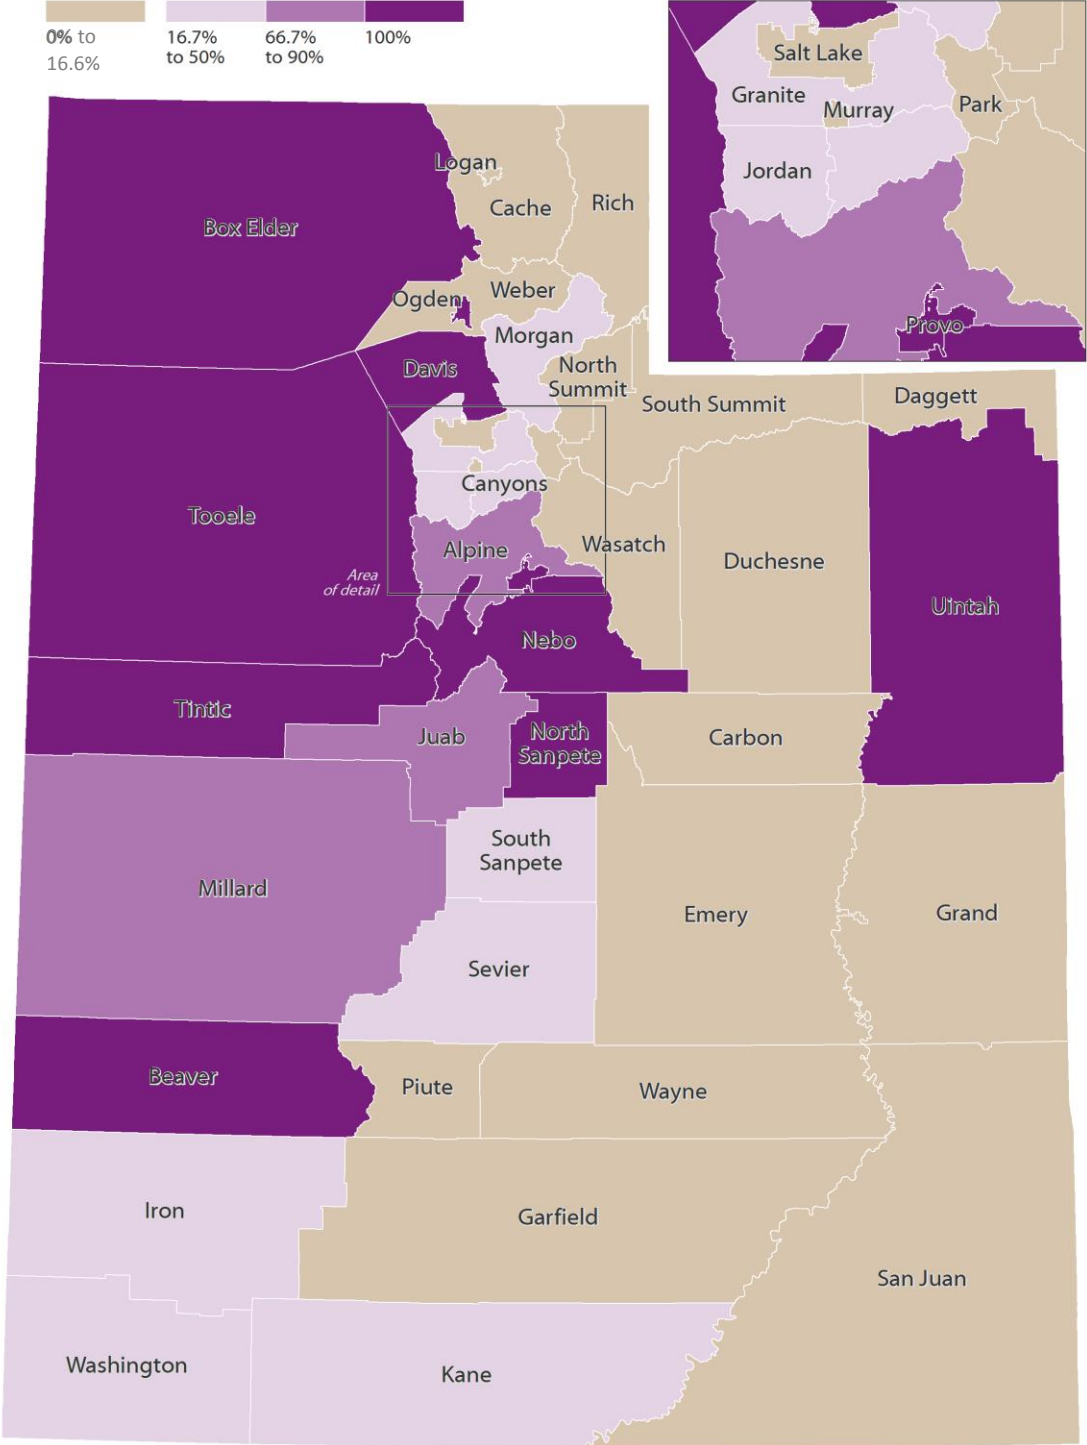 0% to
16.6%
16.7%
to 50%
66.7%
to 90%
100%
Salt Lake
Granite
Murray
Park
Jordan
Provo
Logan
Cache
Rich
Box Elder
Weber
Ogden
Morgan
Davis
North
Summit
South Summit
Daggett
Canyons
Tooele
Alpine
Wasatch
Duchesne
Area
of detail
Uintah
Nebo
Tintic
Juab
North
Sanpete
Carbon
South
Sanpete
Millard
Emery
Grand
Sevier
Beaver
Piute
Wayne
Iron
Garfield
San Juan
Washington
Kane